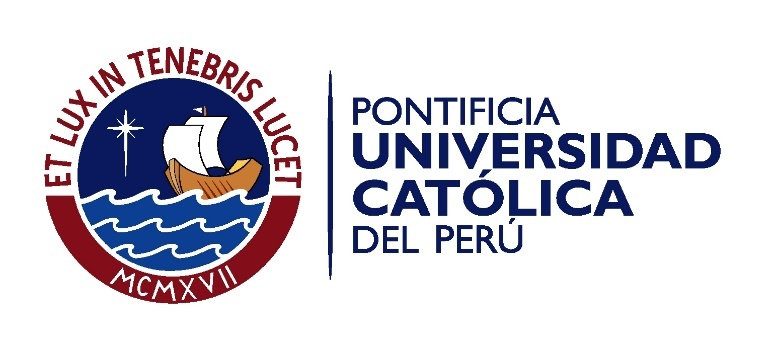 ET LUX IN TENEBRIS LUCET
MCMXVII
PONTIFICIA
UNIVERSIDAD
CATÓLICA
DEL PERÚ